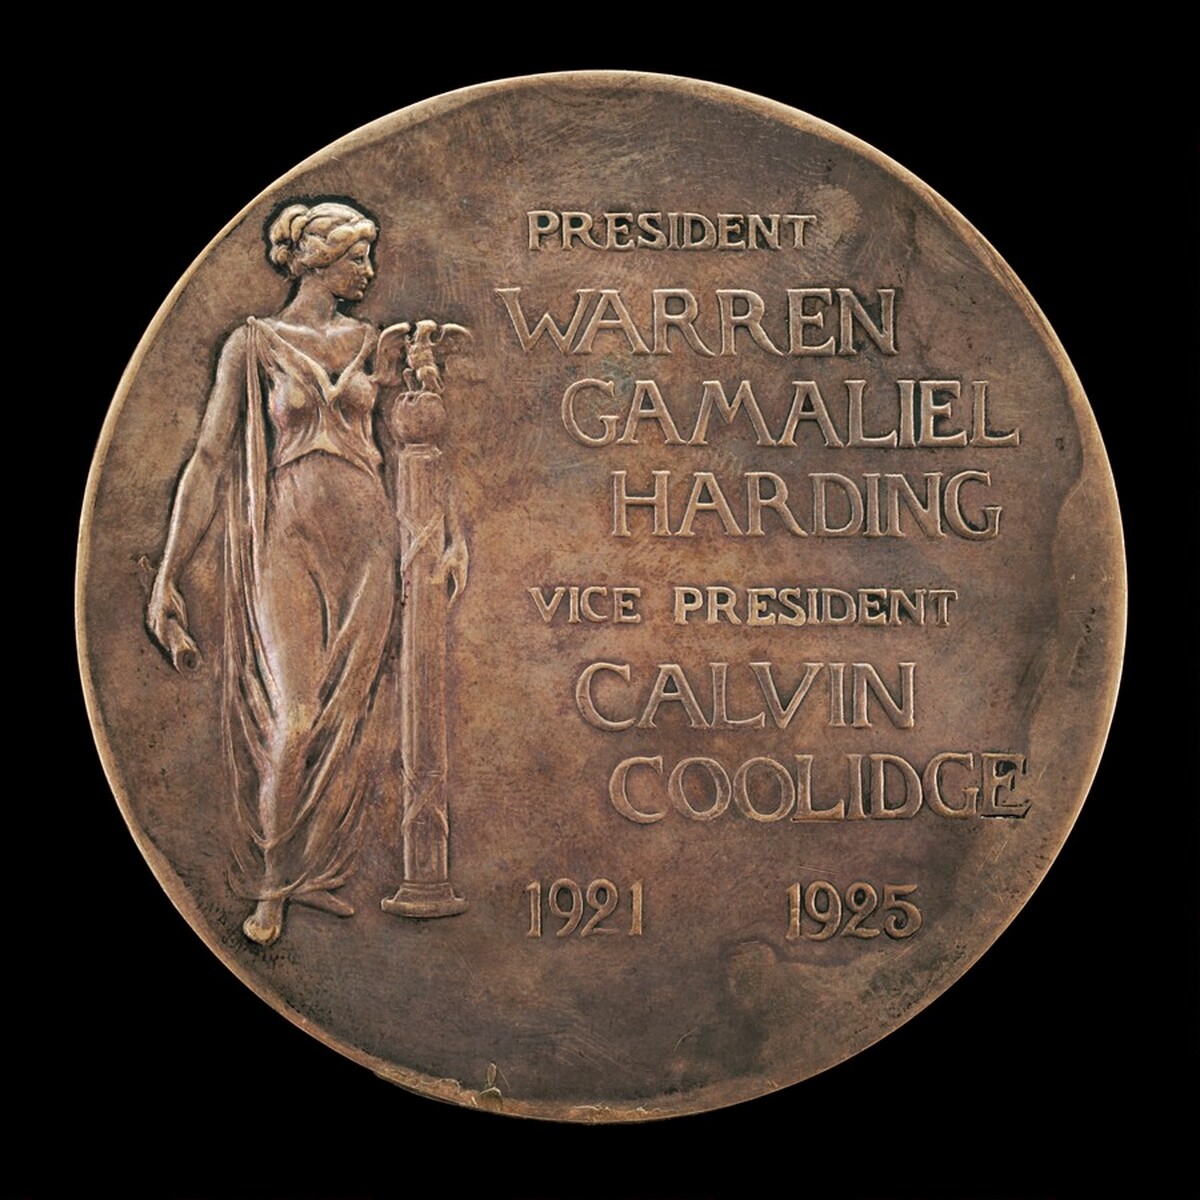 PRESIDENT
WARREN
GAMALIEL
HARDING
VICE PRESIDENT
CALVIN
COOLIDGE
1921 1925